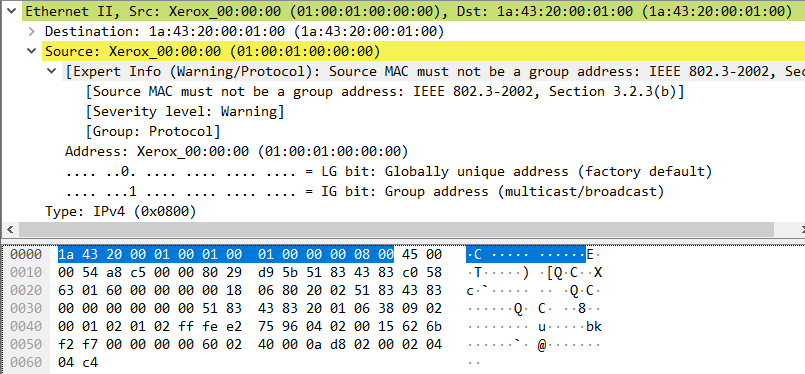 Ethernet II, Src: Xerox_00:00:00 (01:00:01:00:00:00), Dst: 1a:43:20:00:01:00 (1a:43:20:00:01:00)
Destination: 1a:43:20:00:01:00 (1a:43:20:00:01:00)
Source: Xerox_00:00:00 (01:00:01:00:00:00)
[Expert Info (Warning/Protocol): Source MAC must not be a group address: IEEE 802.3-2002, Sec
[Source MAC must not be a group address: IEEE 802.3-2002, Section 3.2.3(b)]
[Severity level: Warning]
[Group: Protocol]
Address: Xerox_00:00:00 (01:00:01:00:00:00)
.... ..0. .... .... .... .... = LG bit: Globally unique address (factory default)
.... ...1 .... .... .... .... = IG bit: Group address (multicast/broadcast)
Type: IPv4 (0x0800)
0000 1a 43 20 00 01 00 01 00 01 00 00 00 08 00 45 00 ·C ··········· E·
0010 00 54 a8 c5 00 00 80 29 d9 5b 51 83 43 83 c0 58 ·T·····) ·[Q·C··X
0020 63 01 60 00 00 00 00 18 06 80 20 02 51 83 43 83 c·`····· ·· ·Q·C·
0030 00 00 00 00 00 00 51 83 43 83 20 01 06 38 09 02 ······Q· C· ··8··
0040 00 01 02 01 02 ff fe e2 75 96 04 02 00 15 62 6b ········ u·····bk
0050 f2 f7 00 00 00 00 60 02 40 00 0a d8 02 00 02 04 ······`· @·······
0060 04 c4 ··